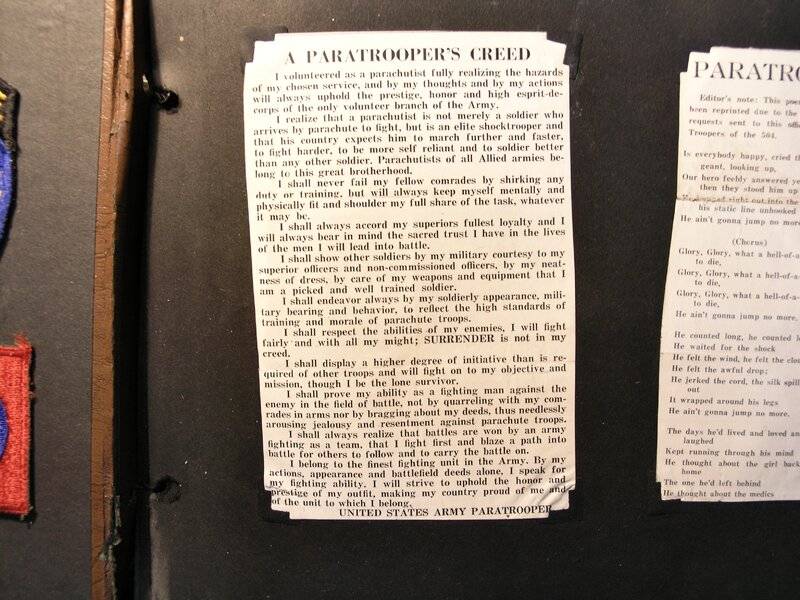 A PARATROOPER'S CREED
I volunteered as a parachutist fully realizing the hazards
of my chosen service, and by my thoughts and by my actions
will always uphold the prestige, honor and high esprit-de-
corps of the only volunteer branch of the Army.
I realize that a parachutist is not merely a soldier who
arrives by parachute to fight, but is an elite shocktrooper and
that his country expects him to march further and faster,
to fight harder, to be more self reliant and to soldier better
than any other soldier. Parachutists of all Allied armies be-
long to this great brotherhood.
I shall never fail my fellow comrades by shirking any
duty or training, but will always keep myself mentally and
physically fit and shoulder my full share of the task, whatever
it may be.
I shall always accord my superiors fullest loyalty and I
will always bear in mind the sacred trust I have in the lives
of the men I will lead into battle.
I shall show other soldiers by my military courtesy to my
superior officers and non-commissioned officers, by my neat-
ness of dress, by care of my weapons and equipment that I
am a picked and well trained soldier.
I shall endeavor always by my soldierly appearance, mili-
tary bearing and behavior, to reflect the high standards of
training and morale of parachute troops.
I shall respect the abilities of my enemies, I will fight
fairly and with all my might; SURRENDER is not in my
creed.
I shall display a higher degree of initiative than is re-
quired of other troops and will fight on to my objective and
mission, though I be the lone survivor.
I shall prove my ability as a fighting man against the
enemy in the field of battle, not by quarreling with my com-
rades in arms nor by bragging about my deeds, thus needlessly
arousing jealousy and resentment against parachute troops.
I shall always realize that battles are won by an army
fighting as a team, that I fight first and blaze a path into
battle for others to follow and to carry the battle on.
I belong to the finest fighting unit in the Army. By my
actions, appearance and battlefield deeds alone, I speak for
my fighting ability. I will strive to uphold the honor and
prestige of my outfit, making my country proud of me and
of the unit to which I belong.
UNITED STATES ARMY PARATROOPER
PARATRO
Editor's note: This poem
been reprinted due to the
requests sent to this offi
Troopers of the 504.
Is everybody happy, cried th
geant, looking up,
Our hero feebly answered ye
then they stood him up
He jumped right out into the
his static line unhooked
He ain't gonna jump no more
(Chorus)
Glory, Glory, what a hell-of-a
to die,
Glory, Glory, what a hell-of-a
to die,
Glory, Glory, what a hell-of-a
to die,
He ain't gonna jump no more.
He counted long, he counted lo
He waited for the shock
He felt the wind, he felt the clou
He felt the awful drop;
He jerked the cord, the silk spill
out
It wrapped around his legs
He ain't gonna jump no more.
The days he'd lived and loved an
laughed
Kept running through his mind
He thought about the girl back
home
The one he'd left behind
He thought about the medics